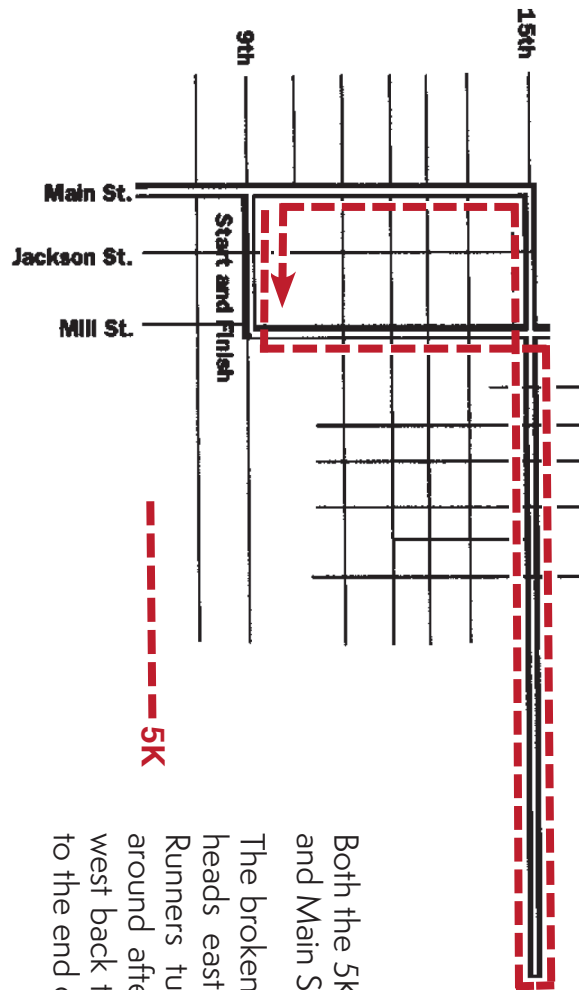 15th
9th
Main St.
Jackson St.
Mill St.
Start and Finish
5K
Both the 5K
and Main S
The broken
heads east
Runners tu
around afte
west back t
to the end